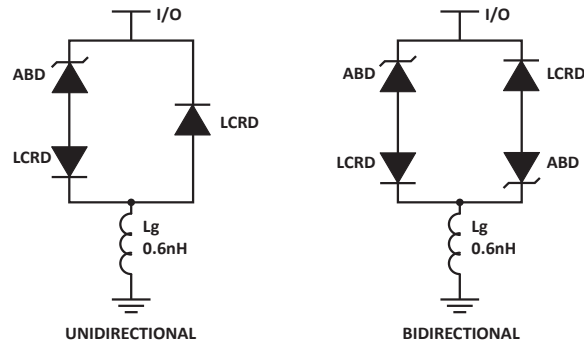 I/O
ABD
LCRD
LCRD
Lg
0.6nH
UNIDIRECTIONAL
I/O
ABD
LCRD
LCRD
ABD
Lg
0.6nH
BIDIRECTIONAL